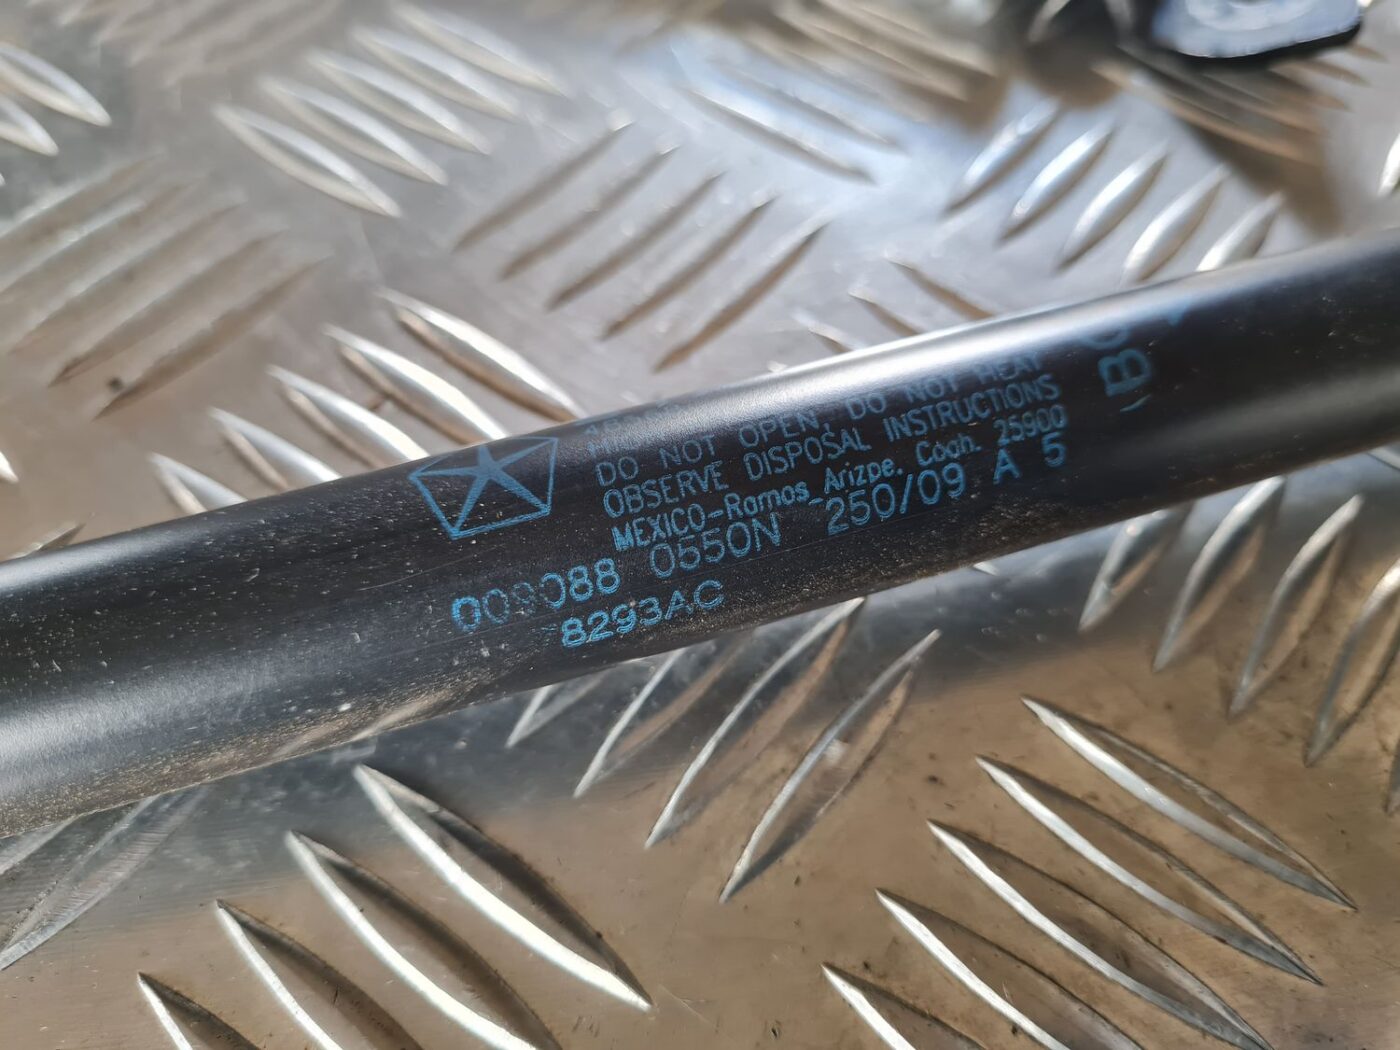 DO NOT OPEN, DO NOT HEAT
OBSERVE DISPOSAL INSTRUCTIONS
MEXICO-Ramos Arizpe, Coah. 25900
008088 0550N 250/09 A 5
8293AC